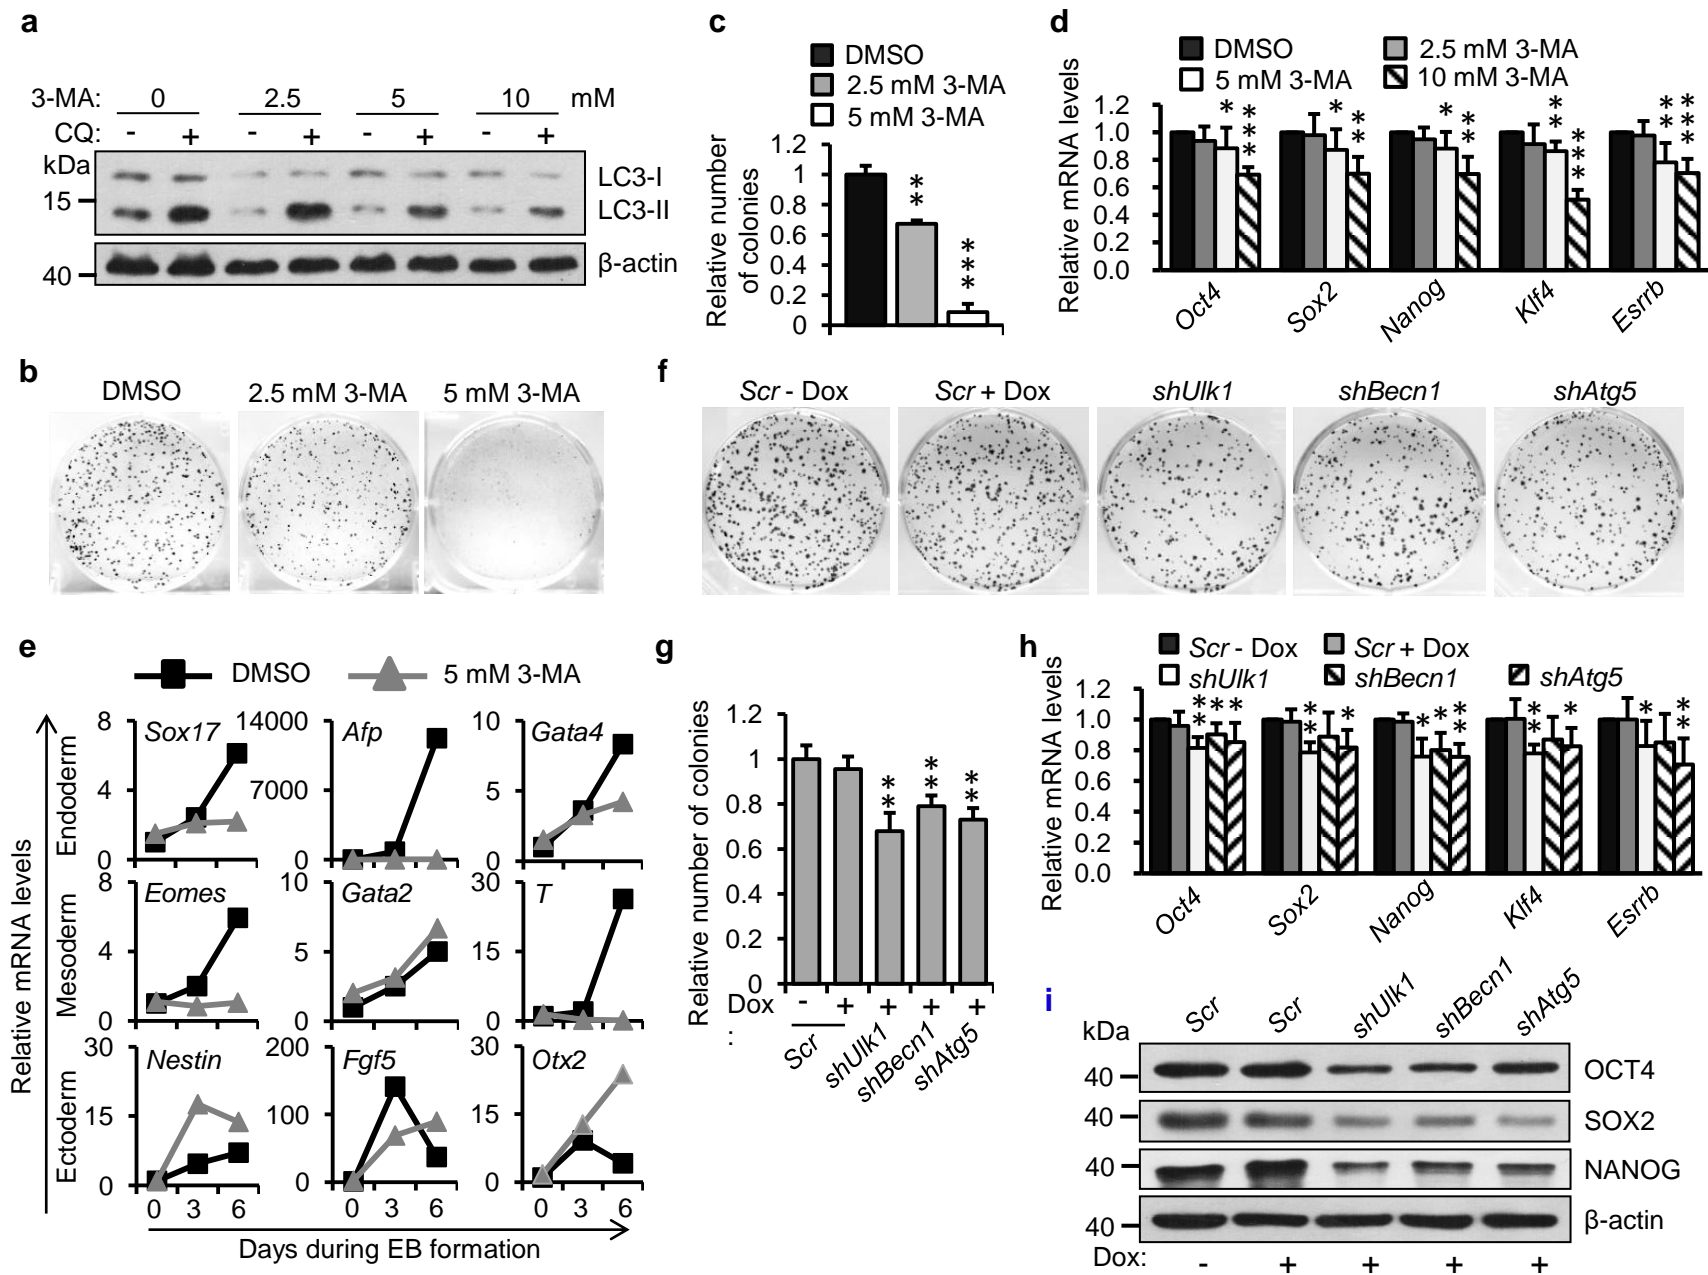 a
3-MA: 0 2.5 5 10 mM
CQ: - + - + - + - +
kDa
15
40
LC3-I
LC3-II
β-actin
b
DMSO 2.5 mM 3-MA 5 mM 3-MA
c
DMSO
2.5 mM 3-MA
5 mM 3-MA
Relative number
of colonies
1.2
1
0.8
0.6
0.4
0.2
0
**
***
d
DMSO 2.5 mM 3-MA
5 mM 3-MA 10 mM 3-MA
Relative mRNA levels
1.2
1.0
0.8
0.6
0.4
0.2
0.0
* *** * ** * ** ** *** ** ***
Oct4 Sox2 Nanog Klf4 Esrrb
e
DMSO 5 mM 3-MA
Relative mRNA levels
Endoderm
8 4 0 Sox17
14000 7000 0 Afp
10 5 0 Gata4
Mesoderm
8 4 0 Eomes
10 5 0 Gata2
30 15 0 T
Ectoderm
30 15 0 Nestin
200 100 0 Fgf5
30 15 0 Otx2
0 3 6 0 3 6 0 3 6
Days during EB formation
f
Scr - Dox Scr + Dox shUlk1 shBecn1 shAtg5
g
Relative number of colonies
1.2
1
0.8
0.6
0.4
0.2
0
** ** **
Dox - + + + +
:
Scr shUlk1 shBecn1 shAtg5
h
Scr - Dox Scr + Dox
shUlk1 shBecn1 shAtg5
Relative mRNA levels
1.2
1.0
0.8
0.6
0.4
0.2
0.0
** * * ** * * * ** ** * * **
Oct4 Sox2 Nanog Klf4 Esrrb
i
kDa Scr Scr shUlk1 shBecn1 shAtg5
40 OCT4
40 SOX2
40 NANOG
40 β-actin
Dox: - + + + +